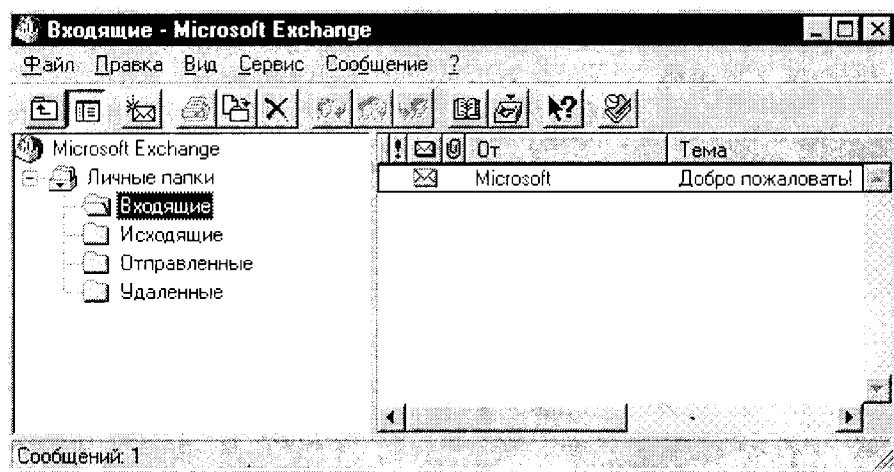 Входящие - Microsoft Exchange
Файл Правка Вид Сервис Сообщение ?
Microsoft Exchange
Личные папки
Входящие
Исходящие
Отправленные
Удаленные
От Тема
Microsoft Добро пожаловать!
Сообщений: 1